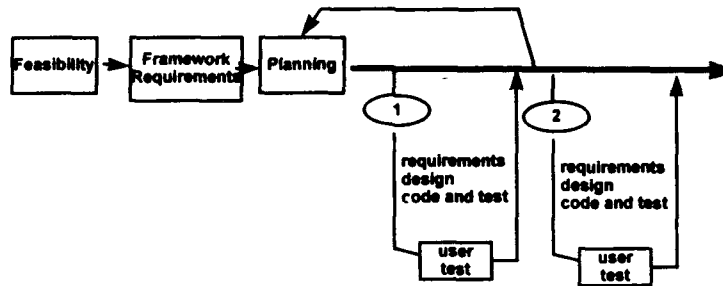 Feasibility
Framework
Requirements
Planning
1
2
requirements
design
code and test
requirements
design
code and test
user
test
user
test